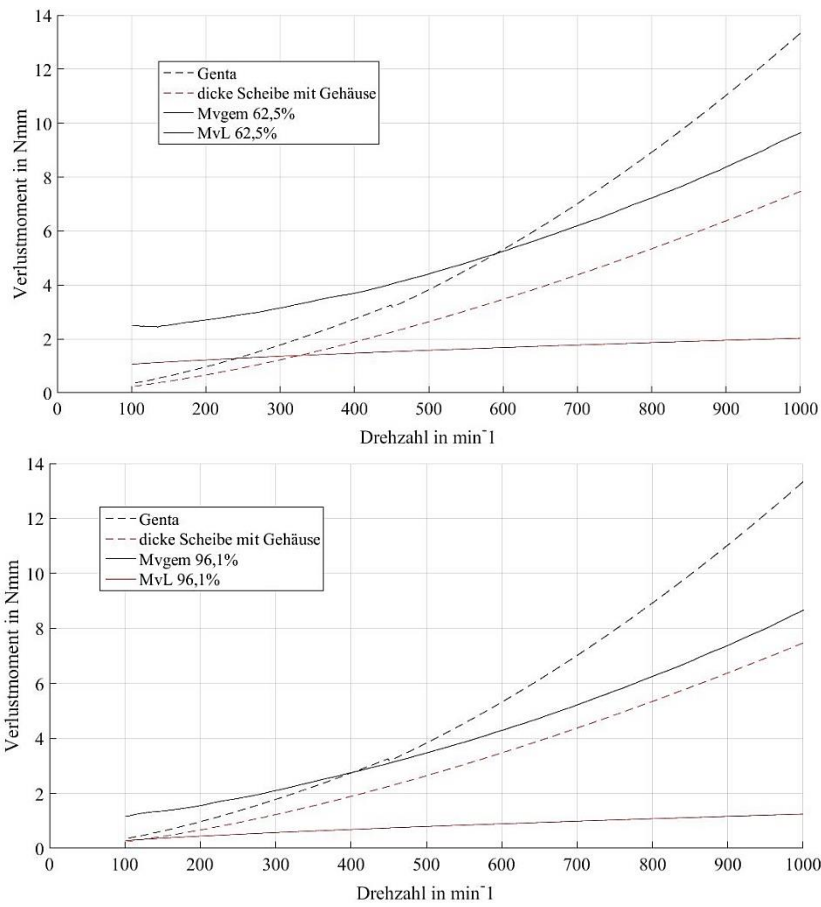 14
12
10
8
6
4
2
0
Verlustmoment in Nmm
Genta
dicke Scheibe mit Gehäuse
Mvgem 62,5%
MvL 62,5%
0 100 200 300 400 500 600 700 800 900 1000
Drehzahl in min⁻1
14
12
10
8
6
4
2
0
Verlustmoment in Nmm
Genta
dicke Scheibe mit Gehäuse
Mvgem 96,1%
MvL 96,1%
0 100 200 300 400 500 600 700 800 900 1000
Drehzahl in min⁻1